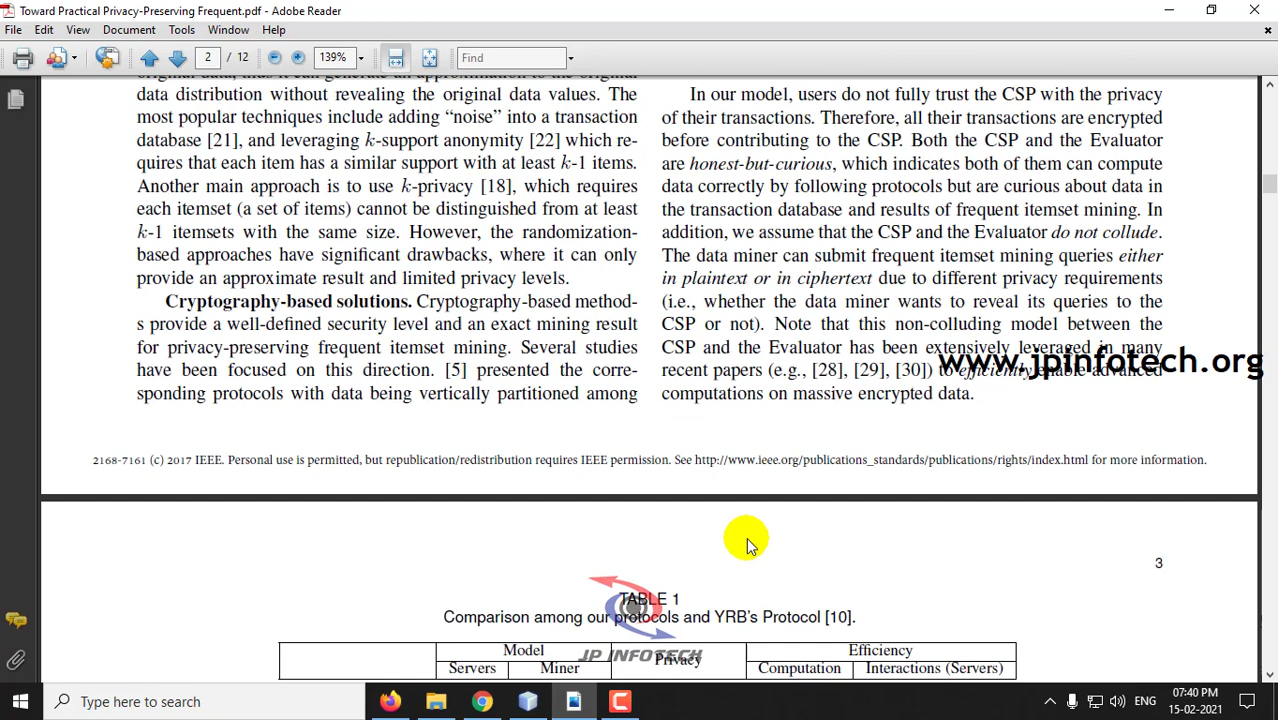 Toward Practical Privacy-Preserving Frequent.pdf - Adobe Reader
File Edit View Document Tools Window Help
2 / 12 139% Find
original data, thus it can generate an approximation to the original
data distribution without revealing the original data values. The
most popular techniques include adding “noise” into a transaction
database [21], and leveraging k-support anonymity [22] which re-
quires that each item has a similar support with at least k-1 items.
Another main approach is to use k-privacy [18], which requires
each itemset (a set of items) cannot be distinguished from at least
k-1 itemsets with the same size. However, the randomization-
based approaches have significant drawbacks, where it can only
provide an approximate result and limited privacy levels.
Cryptography-based solutions. Cryptography-based method-
s provide a well-defined security level and an exact mining result
for privacy-preserving frequent itemset mining. Several studies
have been focused on this direction. [5] presented the corre-
sponding protocols with data being vertically partitioned among
In our model, users do not fully trust the CSP with the privacy
of their transactions. Therefore, all their transactions are encrypted
before contributing to the CSP. Both the CSP and the Evaluator
are honest-but-curious, which indicates both of them can compute
data correctly by following protocols but are curious about data in
the transaction database and results of frequent itemset mining. In
addition, we assume that the CSP and the Evaluator do not collude.
The data miner can submit frequent itemset mining queries either
in plaintext or in ciphertext due to different privacy requirements
(i.e., whether the data miner wants to reveal its queries to the
CSP or not). Note that this non-colluding model between the
CSP and the Evaluator has been extensively leveraged in many
www.jpinfotech.org
recent papers (e.g., [28], [29], [30]) to efficiently enable advanced
computations on massive encrypted data.
2168-7161 (c) 2017 IEEE. Personal use is permitted, but republication/redistribution requires IEEE permission. See http://www.ieee.org/publications_standards/publications/rights/index.html for more information.
3
TABLE 1
Comparison among our protocols and YRB's Protocol [10].
Model Privacy Efficiency
Servers Miner Computation Interactions (Servers)
JP INFOTECH
Type here to search
ENG
07:40 PM
15-02-2021